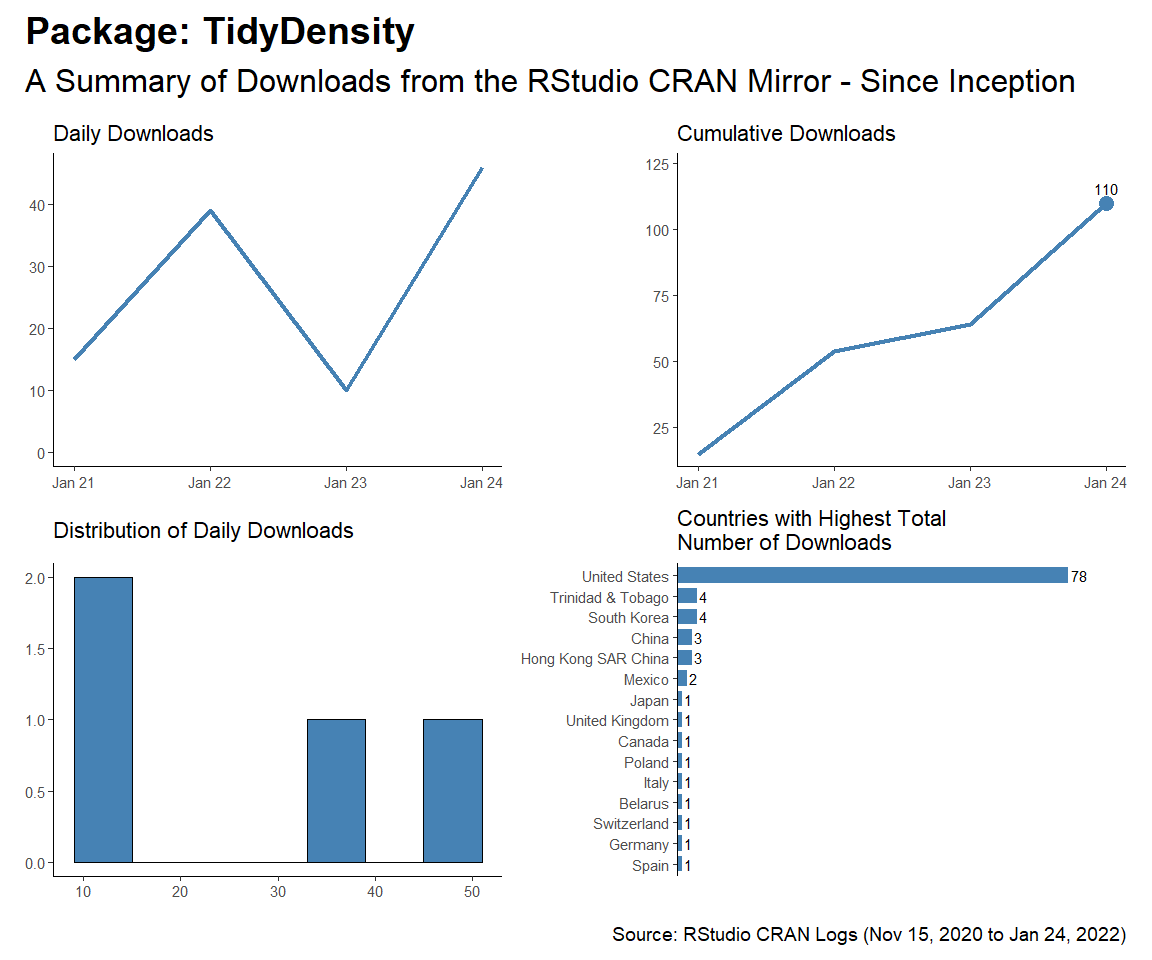 Package: TidyDensity
A Summary of Downloads from the RStudio CRAN Mirror - Since Inception
Daily Downloads
40
30
20
10
0
Jan 21 Jan 22 Jan 23 Jan 24
Cumulative Downloads
125
100
75
50
25
110
Jan 21 Jan 22 Jan 23 Jan 24
Distribution of Daily Downloads
2.0
1.5
1.0
0.5
0.0
10 20 30 40 50
Countries with Highest Total
Number of Downloads
United States 78
Trinidad & Tobago 4
South Korea 4
China 3
Hong Kong SAR China 3
Mexico 2
Japan 1
United Kingdom 1
Canada 1
Poland 1
Italy 1
Belarus 1
Switzerland 1
Germany 1
Spain 1
Source: RStudio CRAN Logs (Nov 15, 2020 to Jan 24, 2022)